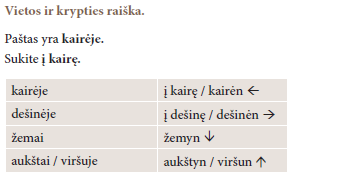 Vietos ir krypties raiška.
Paštas yra kairėje.
Sukite į kairę.
kairėje į kairę / kairėn ←
dešinėje į dešinę / dešinėn →
žemai žemyn ↓
aukštai / viršuje aukštyn / viršun ↑